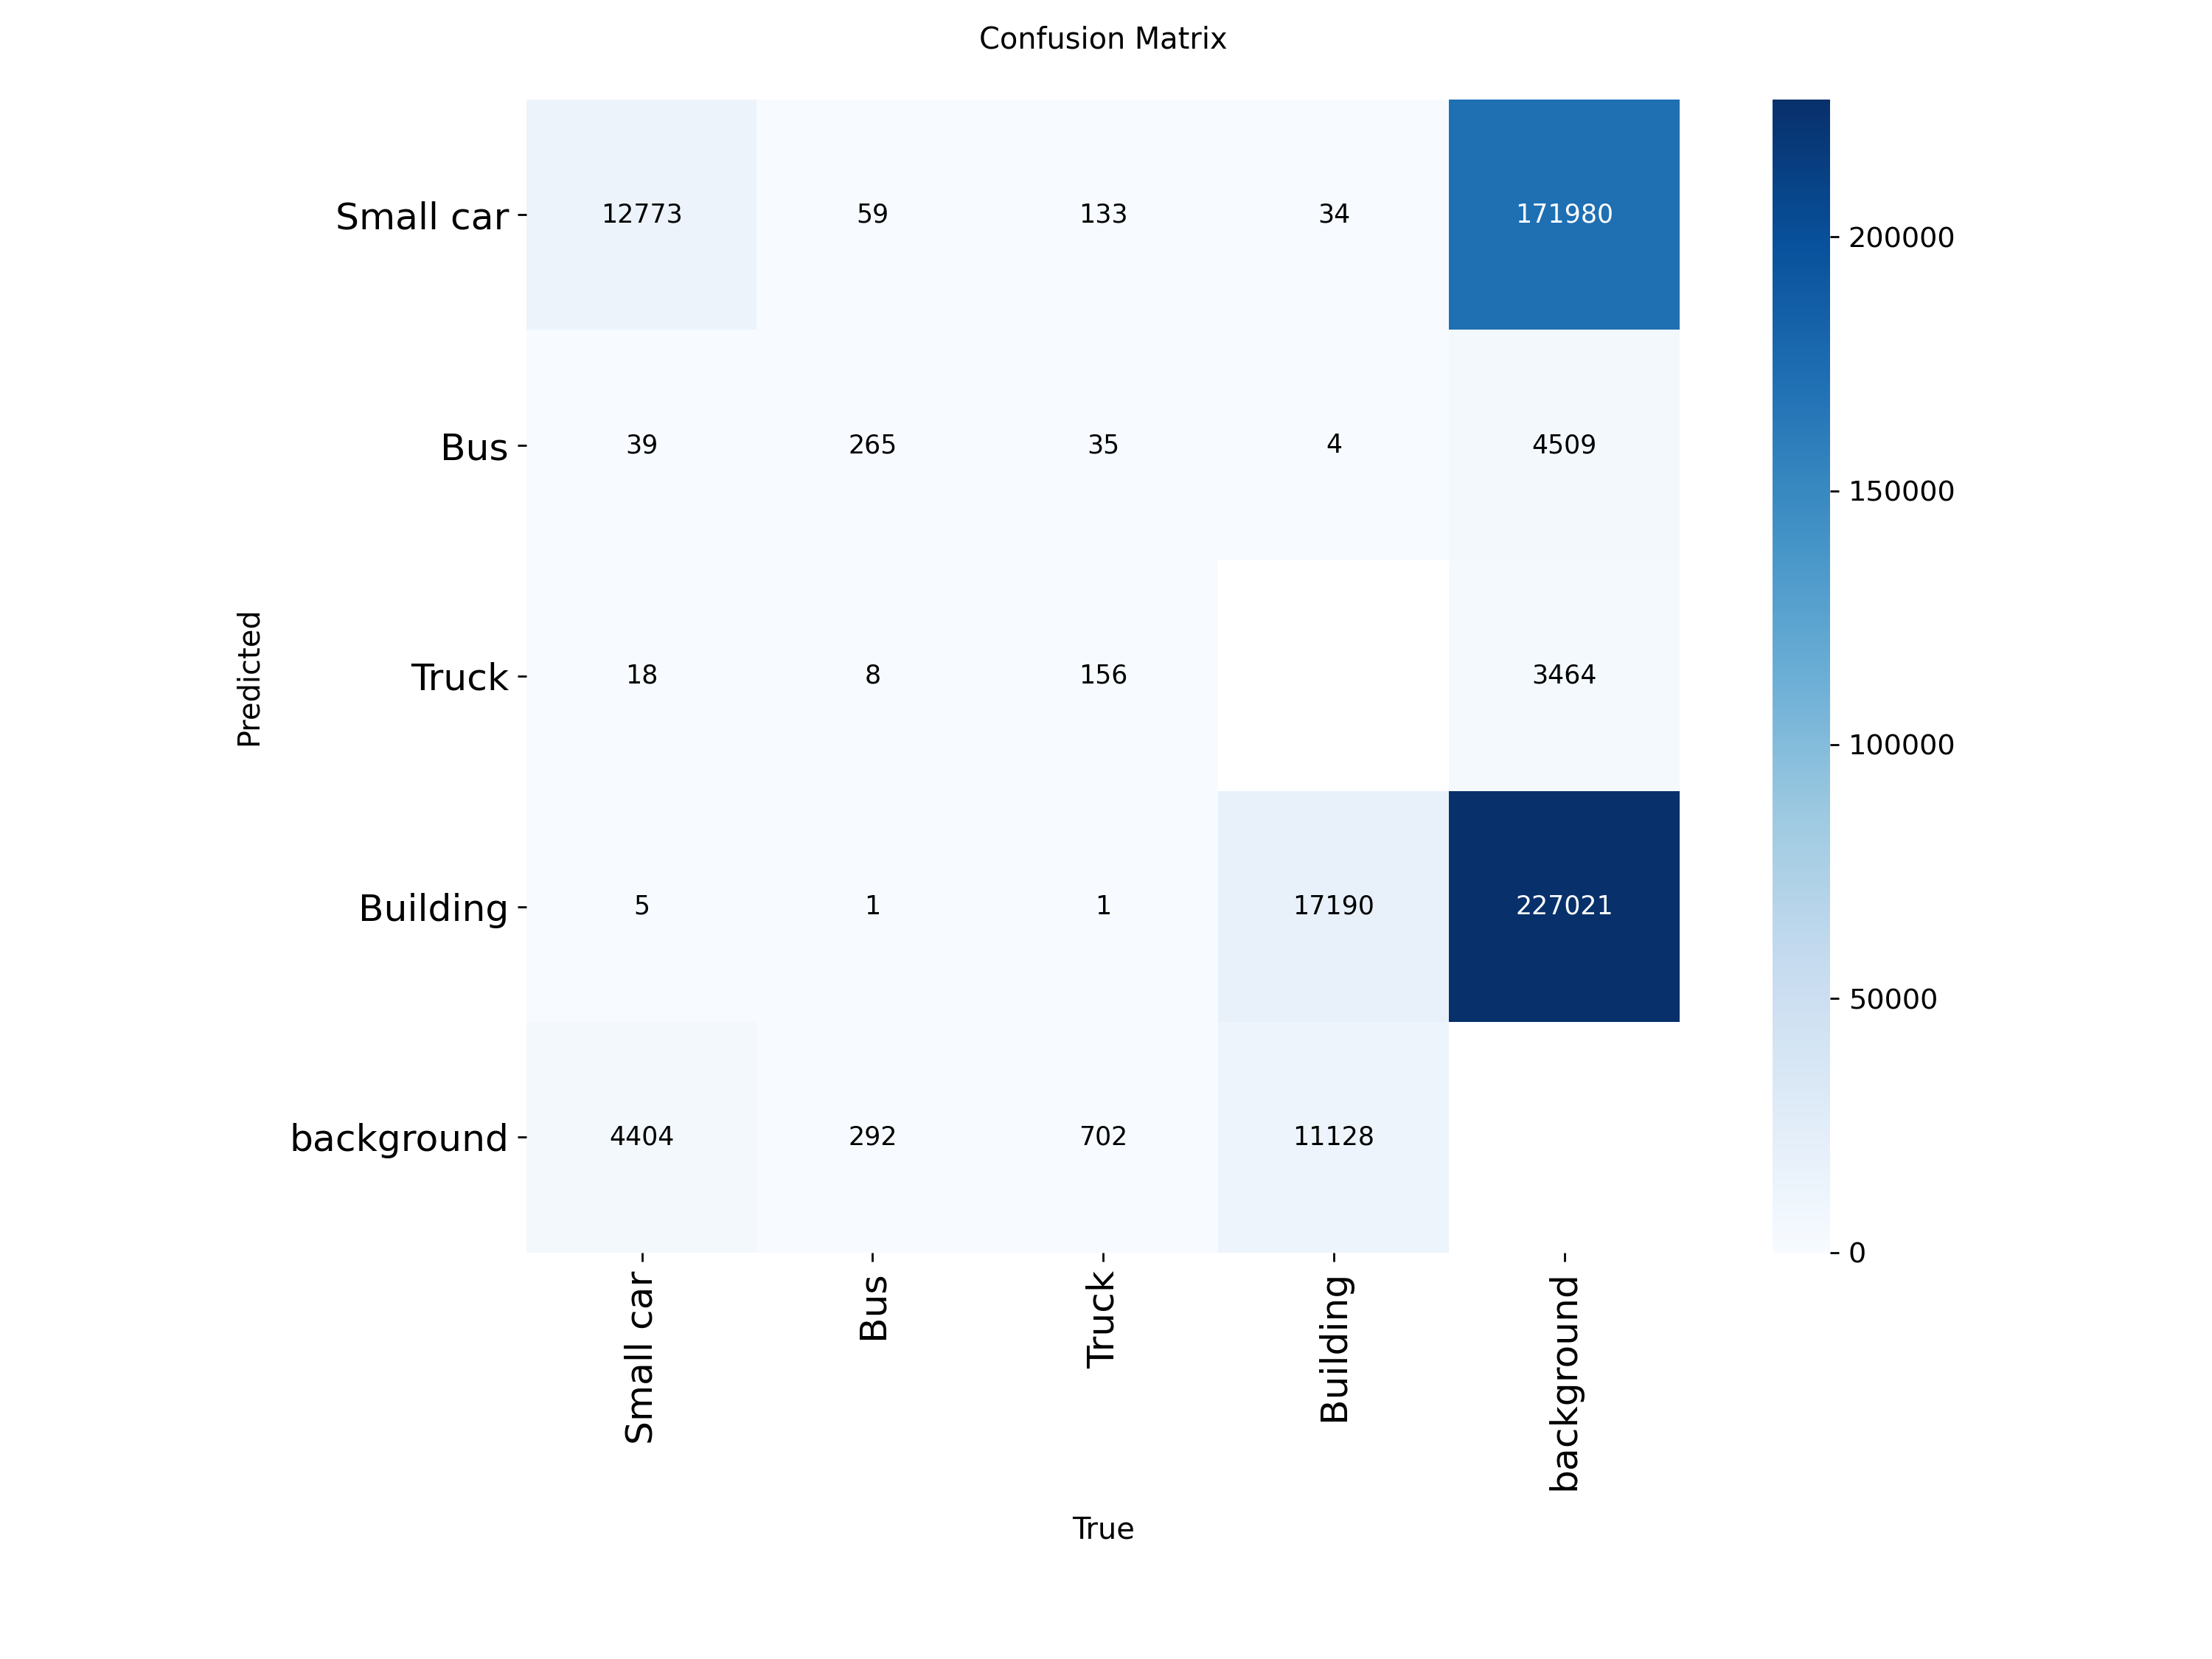 Confusion Matrix
Small car 12773 59 133 34 171980
Bus 39 265 35 4 4509
Truck 18 8 156 3464
Building 5 1 1 17190 227021
background 4404 292 702 11128
Predicted
Small car Bus Truck Building background
True
200000
150000
100000
50000
0